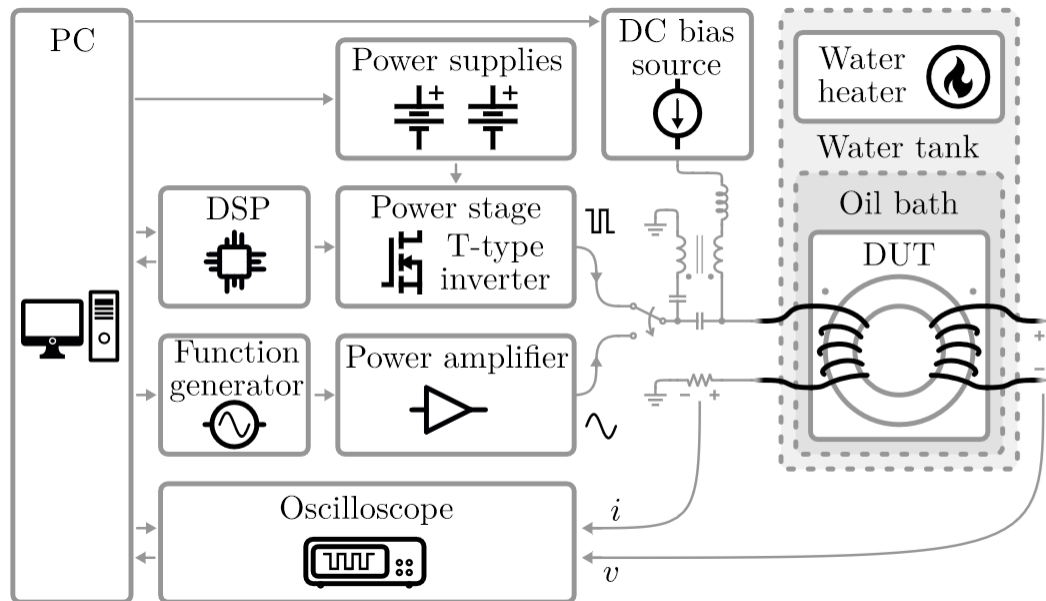 PC
Power supplies
+ +
DC bias
source
Water
heater
Water tank
Oil bath
DUT
DSP
Power stage
T-type
inverter
Function
generator
Power amplifier
+
−
− +
Oscilloscope
i
v